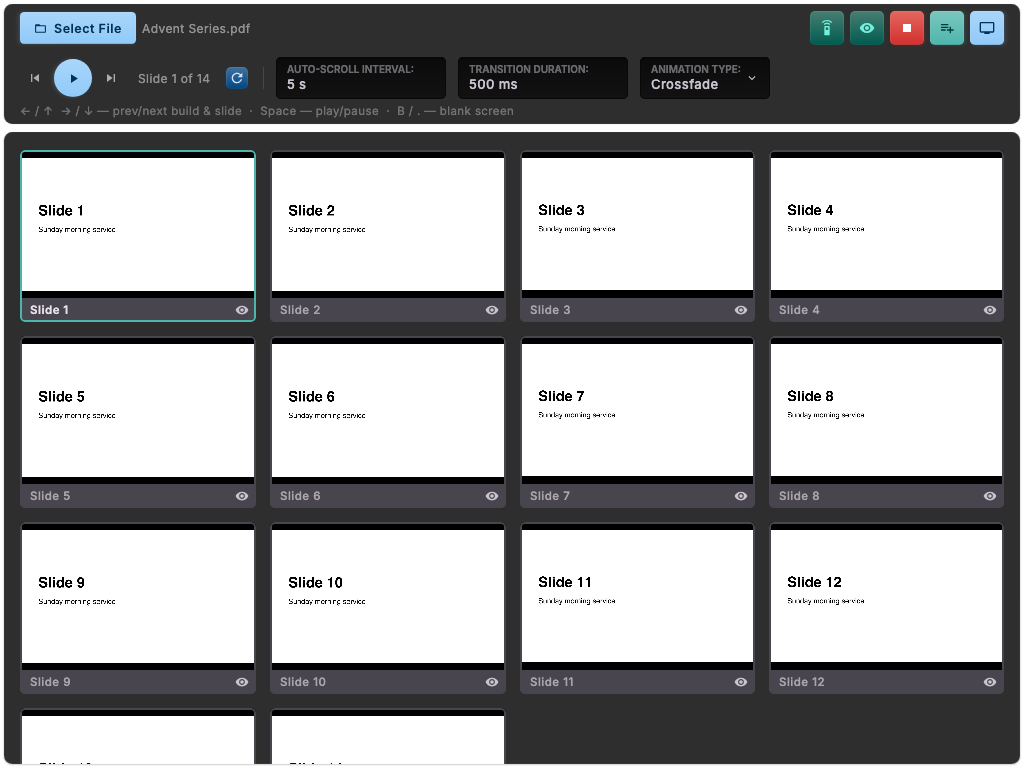 Select File Advent Series.pdf
Slide 1 of 14
AUTO-SCROLL INTERVAL:
5 s
TRANSITION DURATION:
500 ms
ANIMATION TYPE:
Crossfade
← / ↑ → / ↓ — prev/next build & slide · Space — play/pause · B / . — blank screen
Slide 1
Sunday morning service
Slide 1
Slide 2
Sunday morning service
Slide 2
Slide 3
Sunday morning service
Slide 3
Slide 4
Sunday morning service
Slide 4
Slide 5
Sunday morning service
Slide 5
Slide 6
Sunday morning service
Slide 6
Slide 7
Sunday morning service
Slide 7
Slide 8
Sunday morning service
Slide 8
Slide 9
Sunday morning service
Slide 9
Slide 10
Sunday morning service
Slide 10
Slide 11
Sunday morning service
Slide 11
Slide 12
Sunday morning service
Slide 12